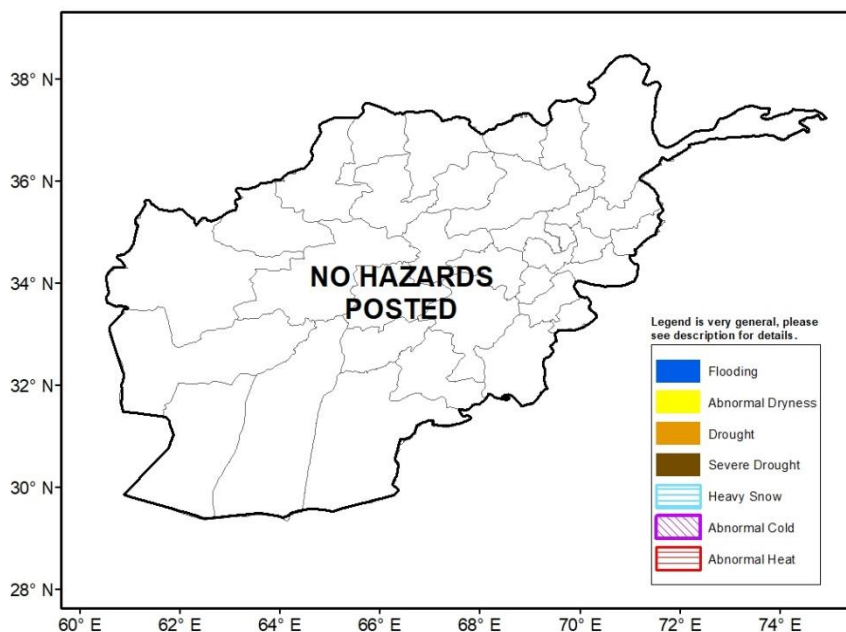 38° N
36° N
34° N
32° N
30° N
28° N
NO HAZARDS
POSTED
Legend is very general, please
see description for details.
Flooding
Abnormal Dryness
Drought
Severe Drought
Heavy Snow
Abnormal Cold
Abnormal Heat
60° E
62° E
64° E
66° E
68° E
70° E
72° E
74° E